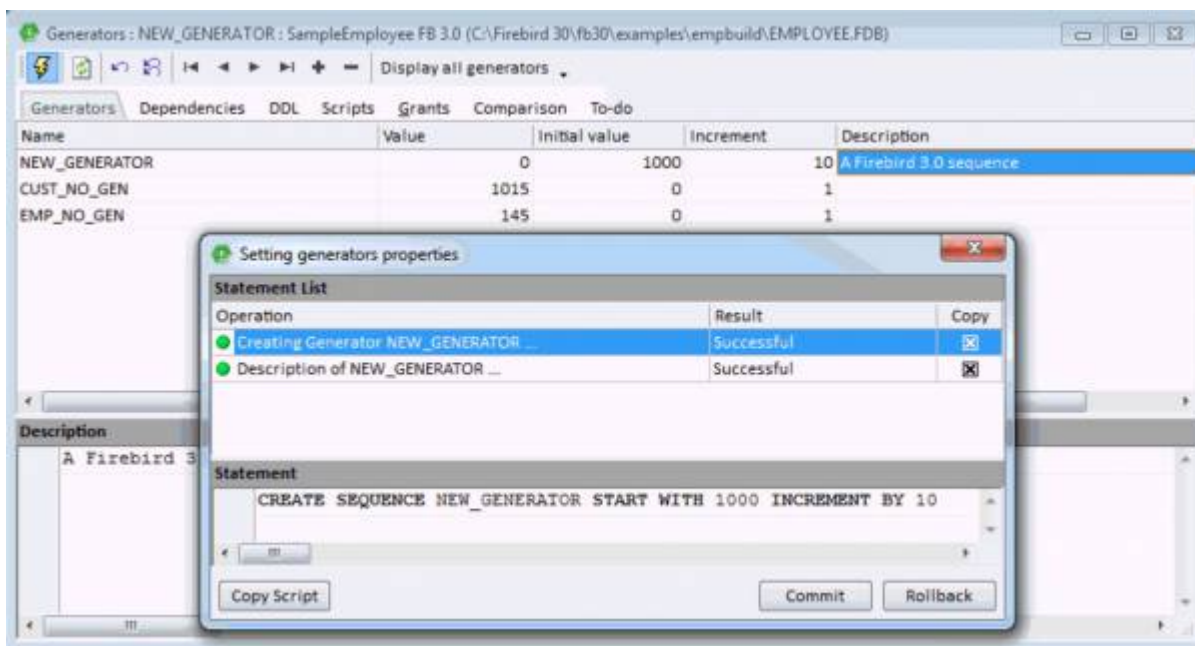 Generators : NEW_GENERATOR : SampleEmployee FB 3.0 (C:\Firebird 30\fb30\examples\empbuild\EMPLOYEE.FDB)
Display all generators
Generators Dependencies DDL Scripts Grants Comparison To-do
Name Value Initial value Increment Description
NEW_GENERATOR 0 1000 10 A Firebird 3.0 sequence
CUST_NO_GEN 1015 0 1
EMP_NO_GEN 145 0 1
Setting generators properties
Statement List
Operation Result Copy
Creating Generator NEW_GENERATOR ... Successful
Description of NEW_GENERATOR ... Successful
Description
A Firebird 3
Statement
CREATE SEQUENCE NEW_GENERATOR START WITH 1000 INCREMENT BY 10
Copy Script Commit Rollback